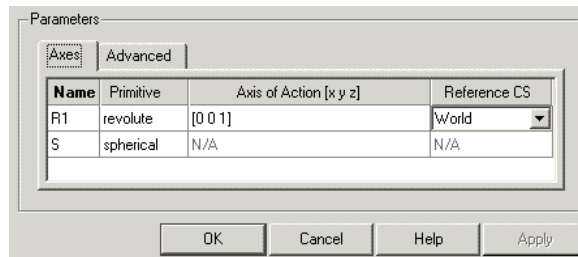 Parameters
Axes Advanced
Name Primitive Axis of Action [x y z] Reference CS
R1 revolute [0 0 1] World
S spherical N/A N/A
OK Cancel Help Apply